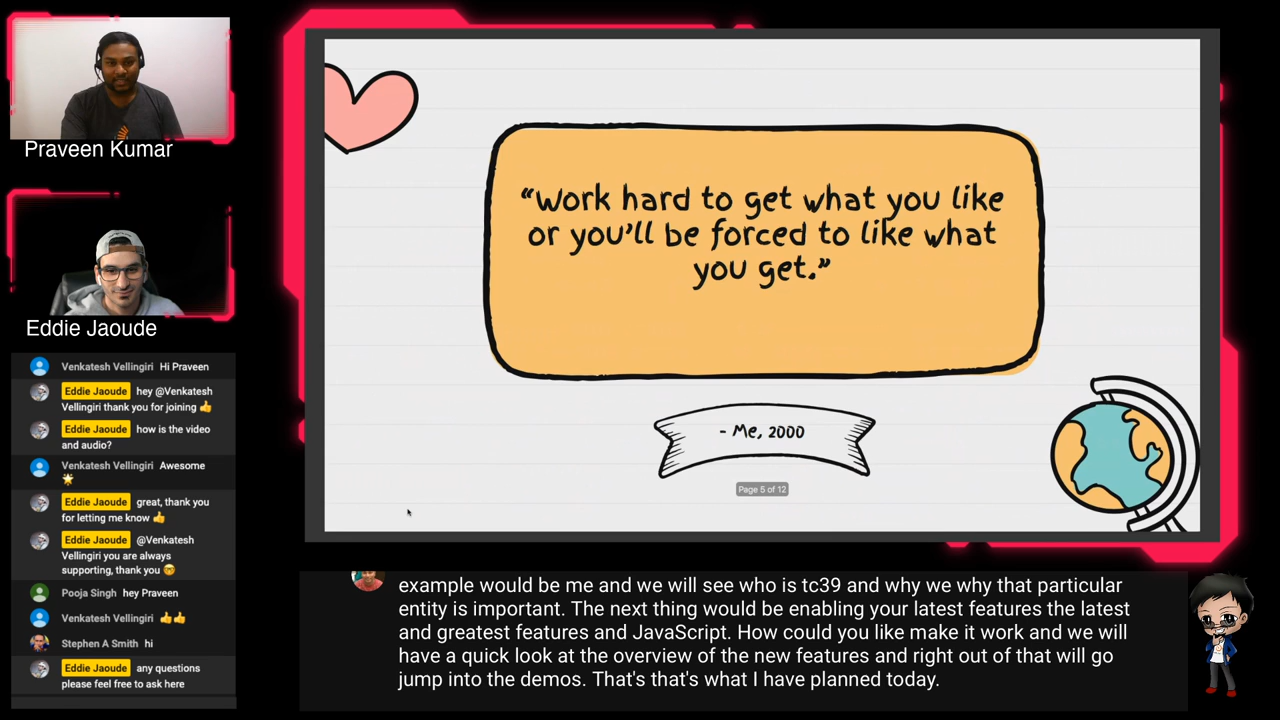 Praveen Kumar
Eddie Jaoude
Venkatesh Vellingiri Hi Praveen
Eddie Jaoude hey @Venkatesh
Vellingiri thank you for joining 👍
Eddie Jaoude how is the video
and audio?
Venkatesh Vellingiri Awesome
🌟
Eddie Jaoude great, thank you
for letting me know 👍
Eddie Jaoude @Venkatesh
Vellingiri you are always
supporting, thank you 🤓
Pooja Singh hey Praveen
Venkatesh Vellingiri 👍👍
Stephen A Smith hi
Eddie Jaoude any questions
please feel free to ask here
“Work hard to get what you like
or you’ll be forced to like what
you get.”
- Me, 2000
Page 5 of 12
example would be me and we will see who is tc39 and why we why that particular
entity is important. The next thing would be enabling your latest features the latest
and greatest features and JavaScript. How could you like make it work and we will
have a quick look at the overview of the new features and right out of that will go
jump into the demos. That's that's what I have planned today.